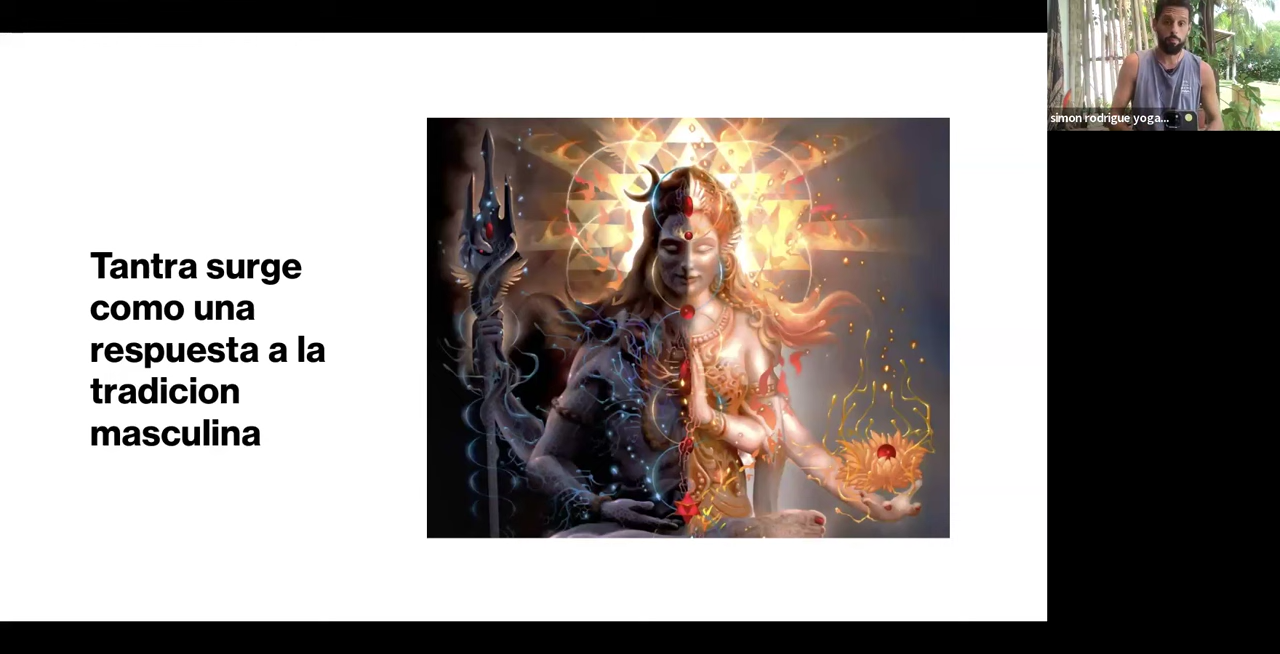 Tantra surge
como una
respuesta a la
tradicion
masculina
simon rodrigue yoga...